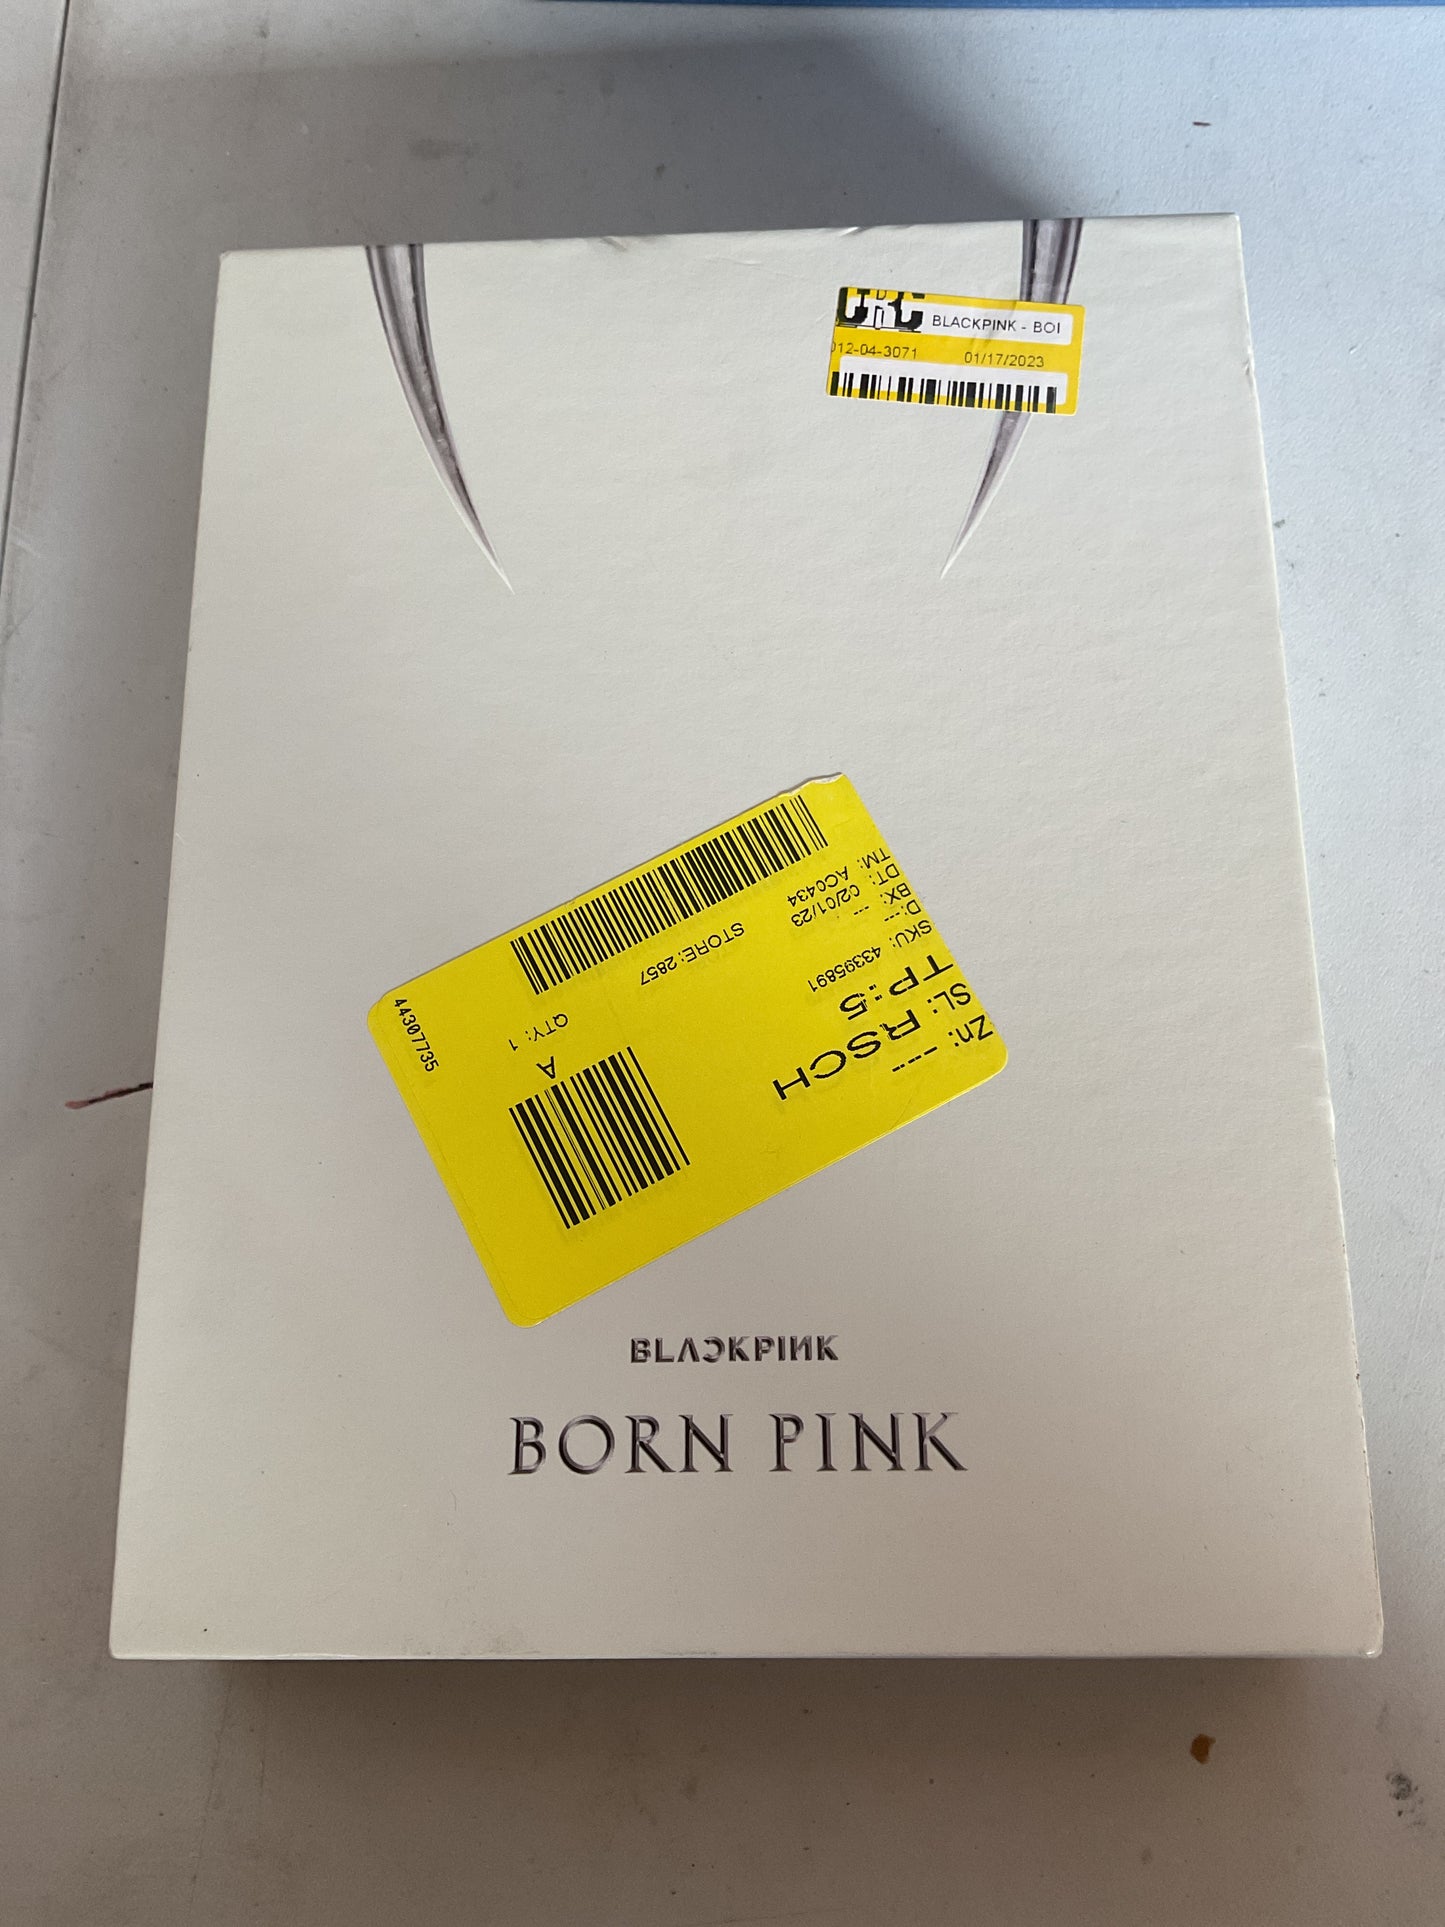 CRC BLACKPINK - BOI
012-04-3071 01/17/2023
44307735
Zn: ---
SL: RSCH
TP:5
SKU: 43395891
D: ---
BX: ---
DT: 02/01/23
TM: AC0434
STORE: 2857
QTY: 1
A
BLACKPINK
BORN PINK